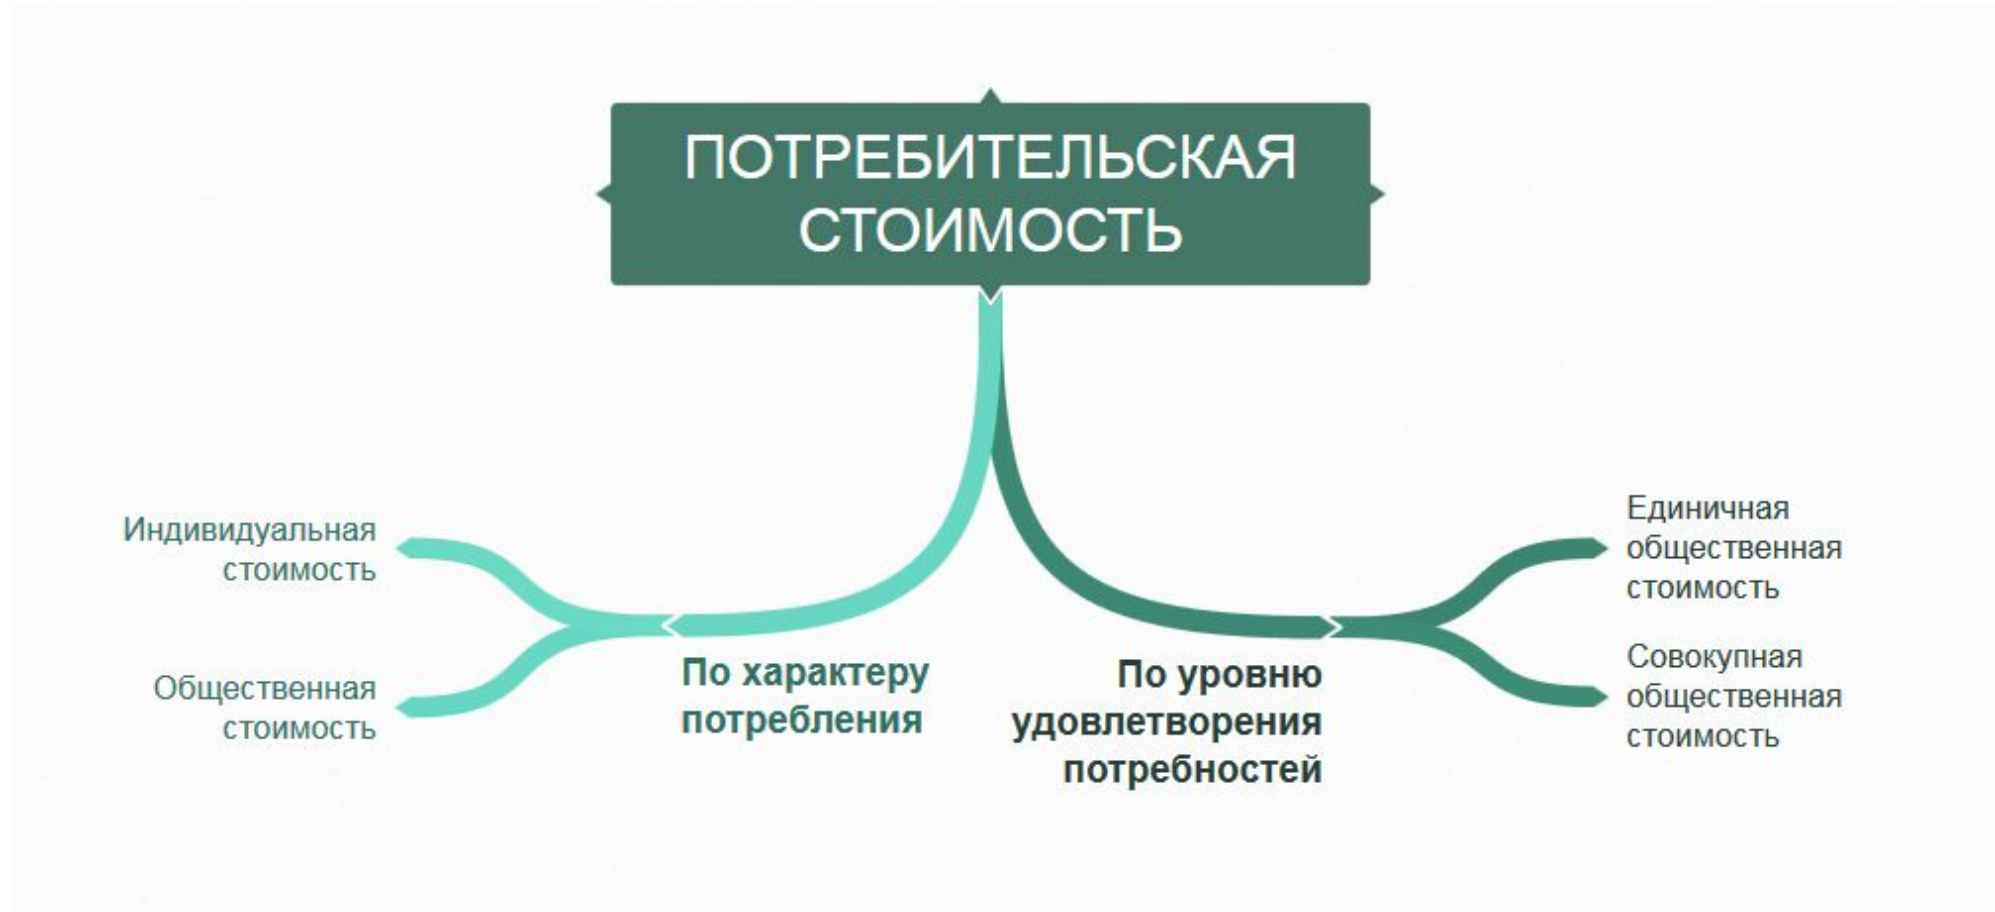 ПОТРЕБИТЕЛЬСКАЯ
СТОИМОСТЬ
Индивидуальная
стоимость
Общественная
стоимость
По характеру
потребления
По уровню
удовлетворения
потребностей
Единичная
общественная
стоимость
Совокупная
общественная
стоимость